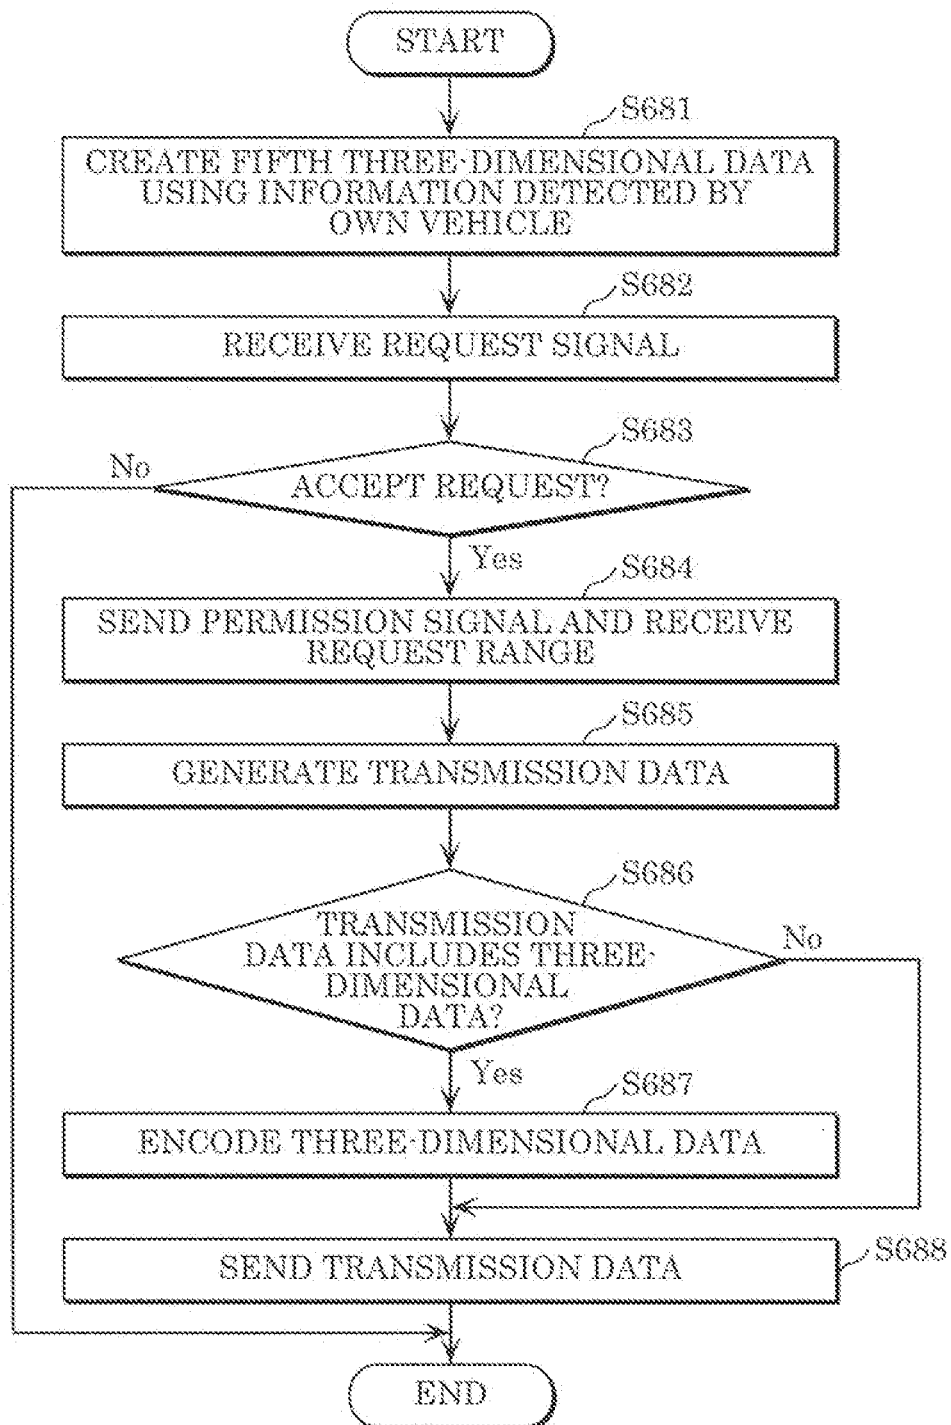 START
S681
CREATE FIFTH THREE-DIMENSIONAL DATA
USING INFORMATION DETECTED BY
OWN VEHICLE
S682
RECEIVE REQUEST SIGNAL
S683
No
ACCEPT REQUEST?
Yes
S684
SEND PERMISSION SIGNAL AND RECEIVE
REQUEST RANGE
S685
GENERATE TRANSMISSION DATA
S686
TRANSMISSION
DATA INCLUDES THREE-
DIMENSIONAL
DATA?
No
Yes
S687
ENCODE THREE-DIMENSIONAL DATA
S688
SEND TRANSMISSION DATA
END